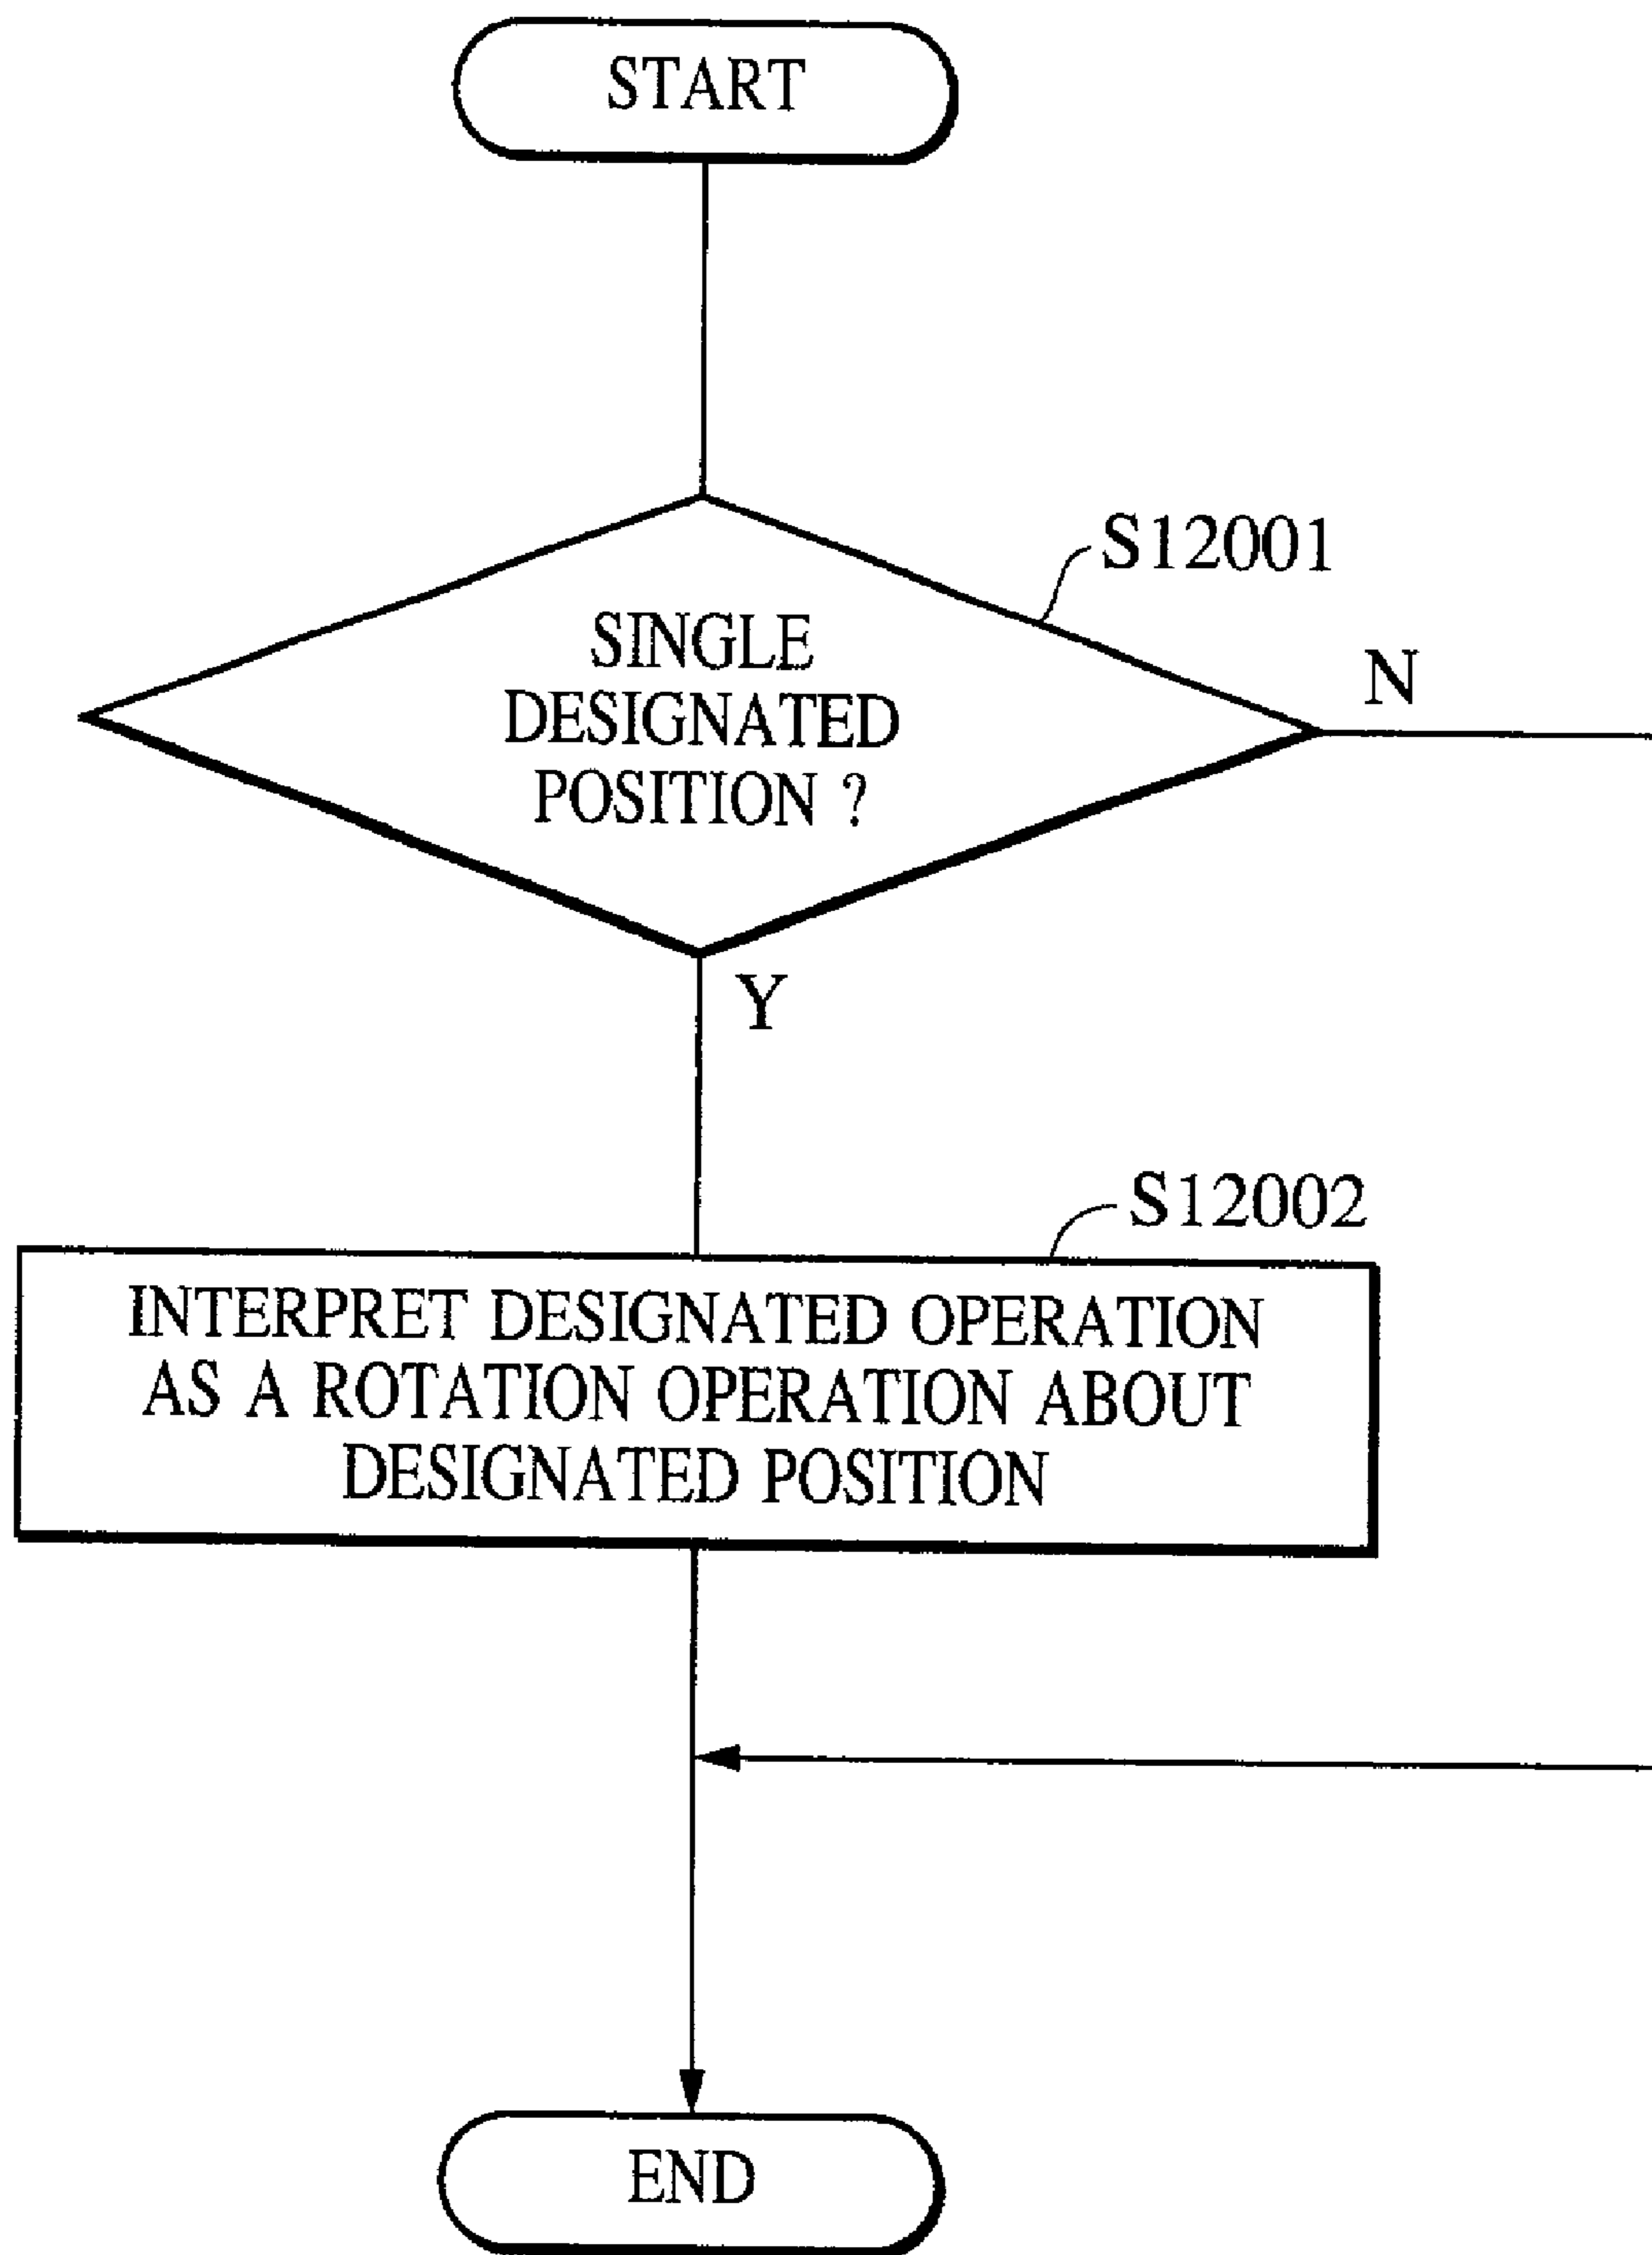 START
S12001
SINGLE
DESIGNATED
POSITION ?
N
Y
S12002
INTERPRET DESIGNATED OPERATION
AS A ROTATION OPERATION ABOUT
DESIGNATED POSITION
END